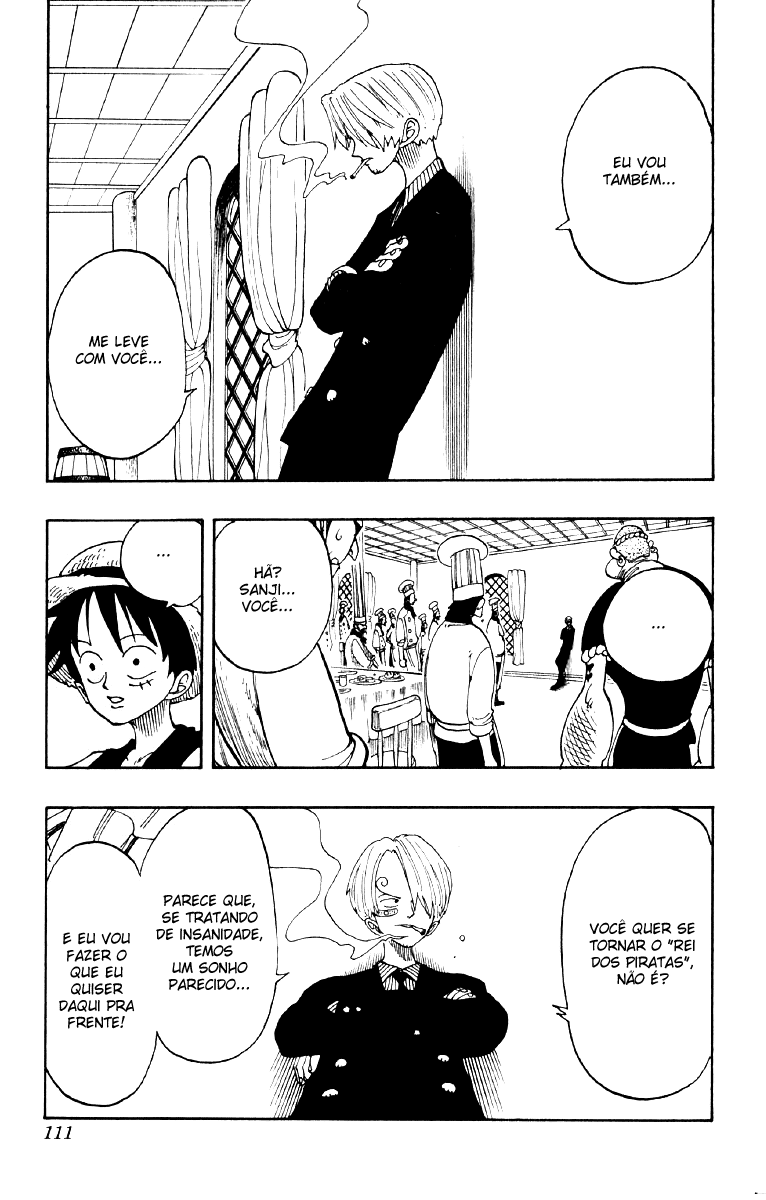 EU VOU
TAMBÉM...
ME LEVE
COM VOCÊ...
...
HÃ?
SANJI...
VOCÊ...
...
VOCÊ QUER SE
TORNAR O "REI
DOS PIRATAS",
NÃO É?
PARECE QUE,
SE TRATANDO
DE INSANIDADE,
TEMOS
UM SONHO
PARECIDO...
E EU VOU
FAZER O
QUE EU
QUISER
DAQUI PRA
FRENTE!
111